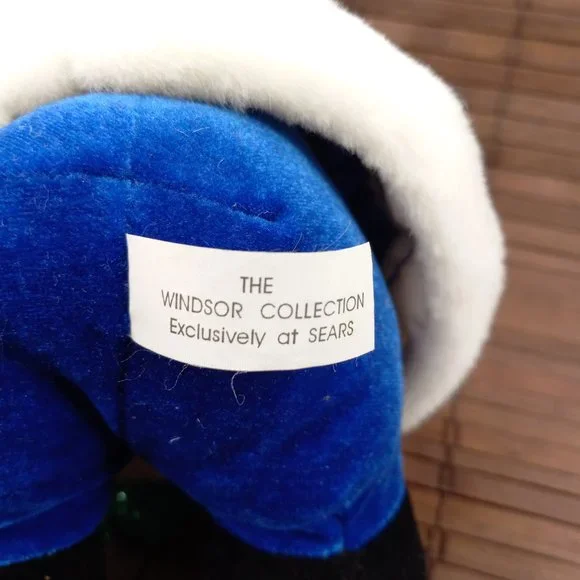 THE
WINDSOR COLLECTION
Exclusively at SEARS